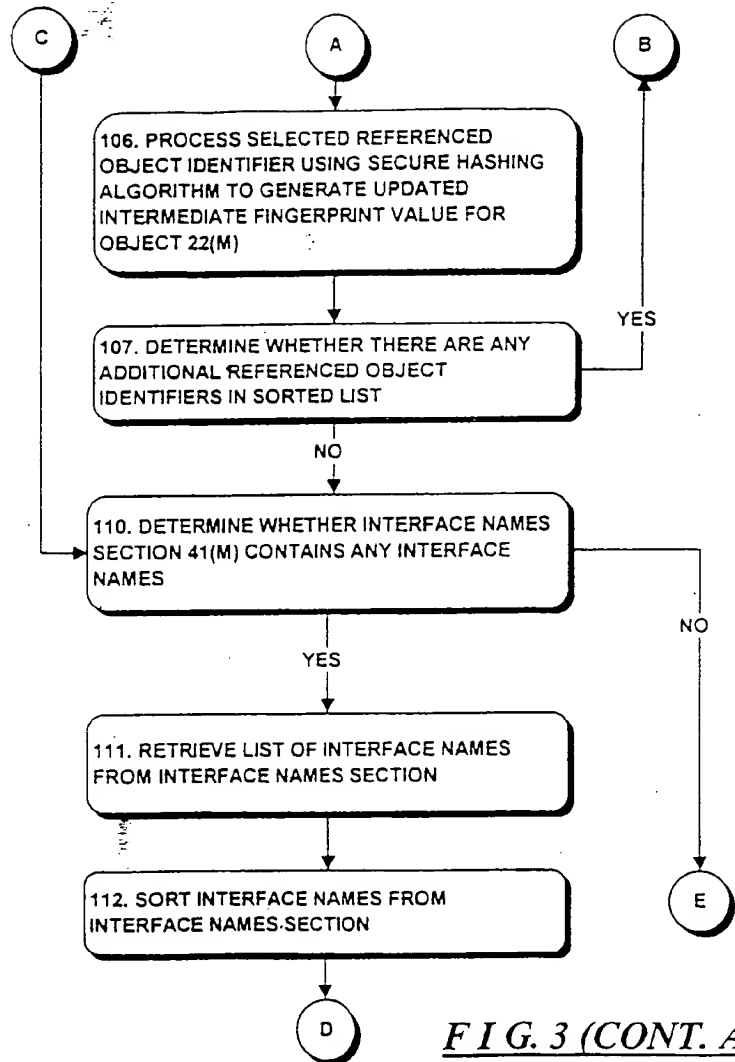 C
A
B
106. PROCESS SELECTED REFERENCED
OBJECT IDENTIFIER USING SECURE HASHING
ALGORITHM TO GENERATE UPDATED
INTERMEDIATE FINGERPRINT VALUE FOR
OBJECT 22(M)
YES
107. DETERMINE WHETHER THERE ARE ANY
ADDITIONAL REFERENCED OBJECT
IDENTIFIERS IN SORTED LIST
NO
110. DETERMINE WHETHER INTERFACE NAMES
SECTION 41(M) CONTAINS ANY INTERFACE
NAMES
NO
YES
111. RETRIEVE LIST OF INTERFACE NAMES
FROM INTERFACE NAMES SECTION
112. SORT INTERFACE NAMES FROM
INTERFACE NAMES SECTION
E
D
FIG. 3 (CONT. A